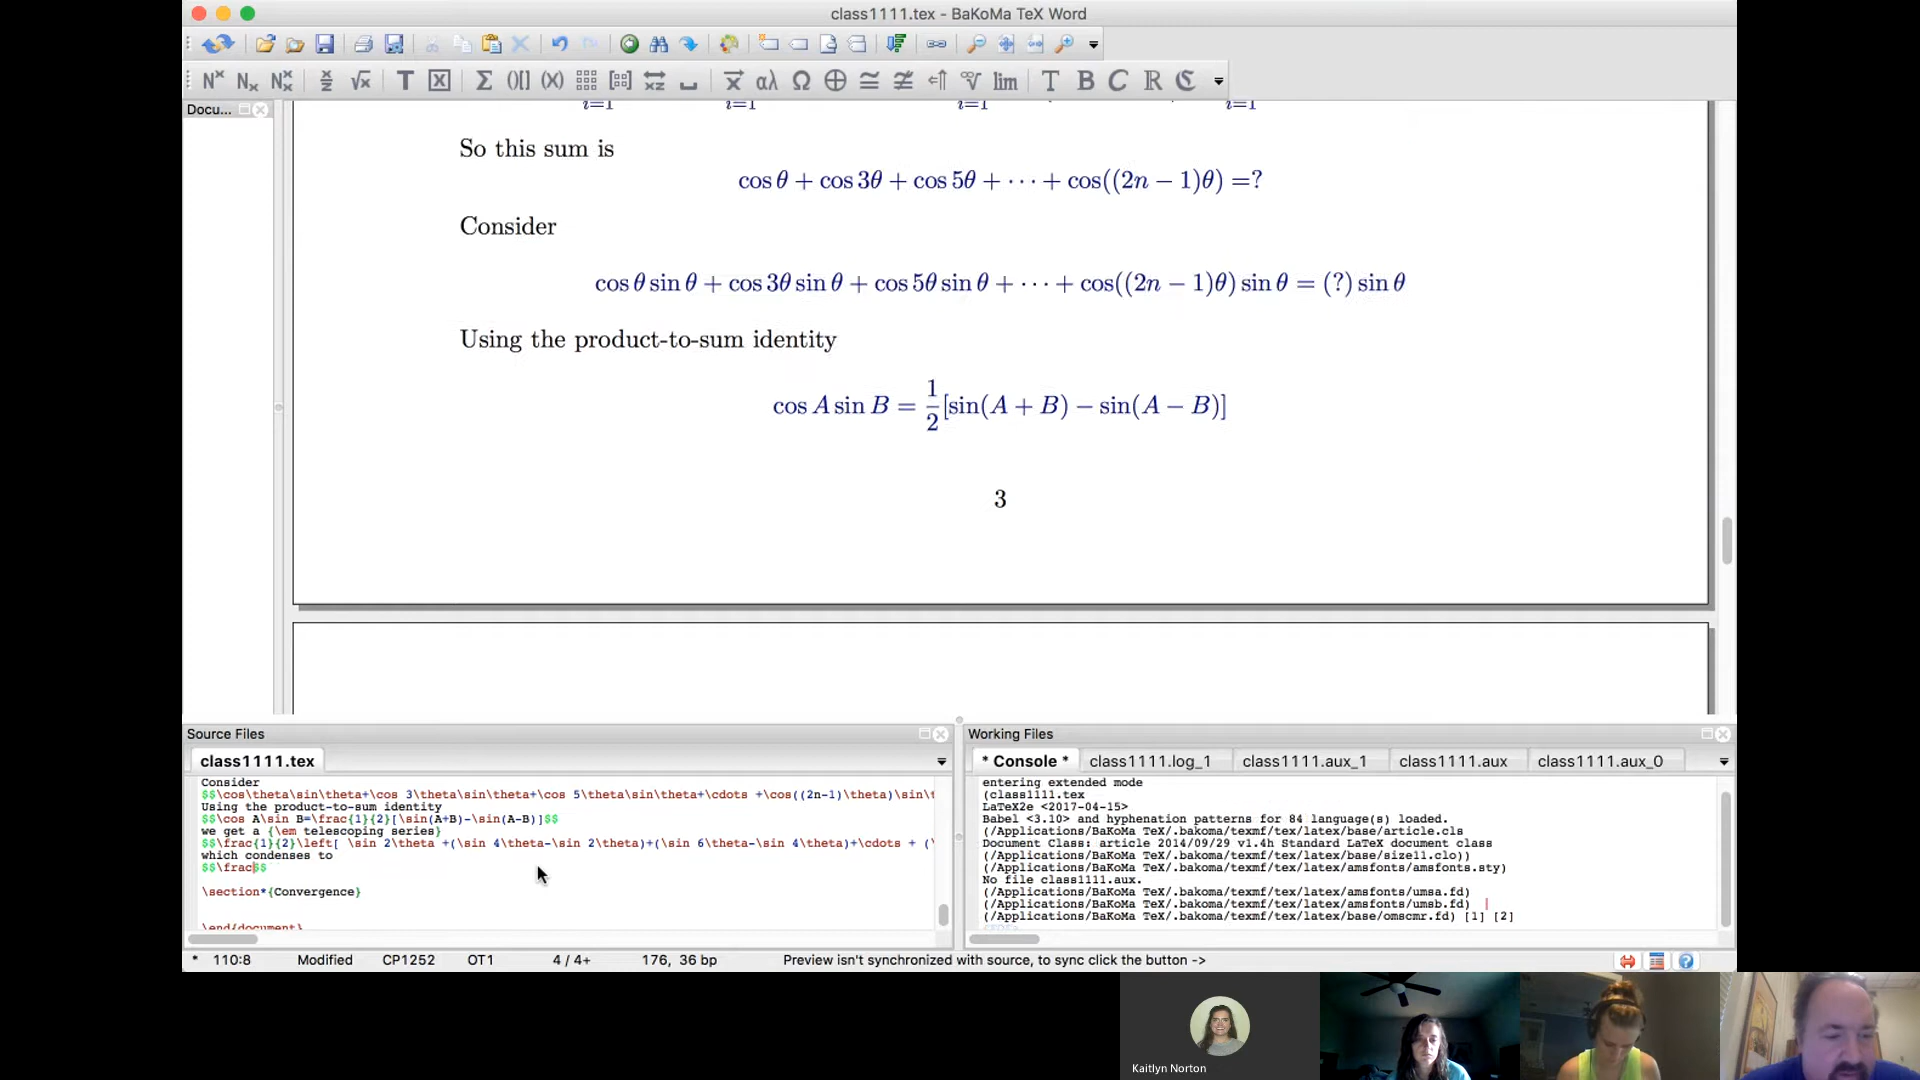 class1111.tex - BaKoMa TeX Word
Docu...
i=1 i=1 i=1 i=1
So this sum is
cos θ + cos 3θ + cos 5θ + ··· + cos((2n − 1)θ) =?
Consider
cos θ sin θ + cos 3θ sin θ + cos 5θ sin θ + ··· + cos((2n − 1)θ) sin θ = (?) sin θ
Using the product-to-sum identity
cos A sin B = 1/2 [sin(A + B) − sin(A − B)]
3
Source Files
class1111.tex
Consider
$$\cos\theta\sin\theta+\cos 3\theta\sin\theta+\cos 5\theta\sin\theta+\cdots +\cos((2n-1)\theta)\sin\t
Using the product-to-sum identity
$$\cos A\sin B=\frac{1}{2}[\sin(A+B)-\sin(A-B)]$$
we get a {\em telescoping series}
$$\frac{1}{2}\left[ \sin 2\theta +(\sin 4\theta-\sin 2\theta)+(\sin 6\theta-\sin 4\theta)+\cdots + (\
which condenses to
$$\frac$$
\section*{Convergence}
\end{document}
Working Files
* Console * class1111.log_1 class1111.aux_1 class1111.aux class1111.aux_0
entering extended mode
(class1111.tex
LaTeX2e <2017-04-15>
Babel <3.10> and hyphenation patterns for 84 language(s) loaded.
(/Applications/BaKoMa TeX/.bakoma/texmf/tex/latex/base/article.cls
Document Class: article 2014/09/29 v1.4h Standard LaTeX document class
(/Applications/BaKoMa TeX/.bakoma/texmf/tex/latex/base/size11.clo))
(/Applications/BaKoMa TeX/.bakoma/texmf/tex/latex/amsfonts/amsfonts.sty)
No file class1111.aux.
(/Applications/BaKoMa TeX/.bakoma/texmf/tex/latex/amsfonts/umsa.fd)
(/Applications/BaKoMa TeX/.bakoma/texmf/tex/latex/amsfonts/umsb.fd)
(/Applications/BaKoMa TeX/.bakoma/texmf/tex/latex/base/omscmr.fd) [1] [2]
* 110:8 Modified CP1252 OT1 4 / 4+ 176, 36 bp Preview isn't synchronized with source, to sync click the button ->
Kaitlyn Norton